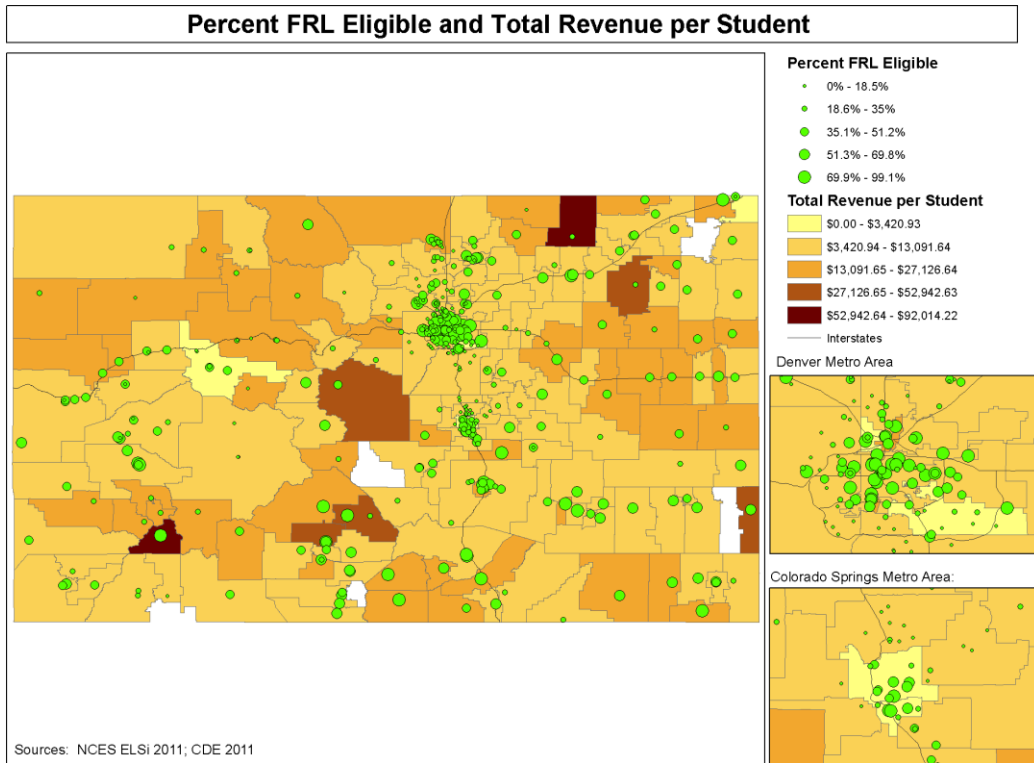 Percent FRL Eligible and Total Revenue per Student
Percent FRL Eligible
0% - 18.5%
18.6% - 35%
35.1% - 51.2%
51.3% - 69.8%
69.9% - 99.1%
Total Revenue per Student
$0.00 - $3,420.93
$3,420.94 - $13,091.64
$13,091.65 - $27,126.64
$27,126.65 - $52,942.63
$52,942.64 - $92,014.22
Interstates
Denver Metro Area
Colorado Springs Metro Area:
Sources: NCES ELSi 2011; CDE 2011